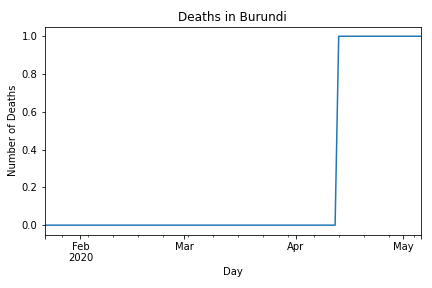 Deaths in Burundi
Number of Deaths
1.0
0.8
0.6
0.4
0.2
0.0
Feb
2020
Mar
Apr
May
Day